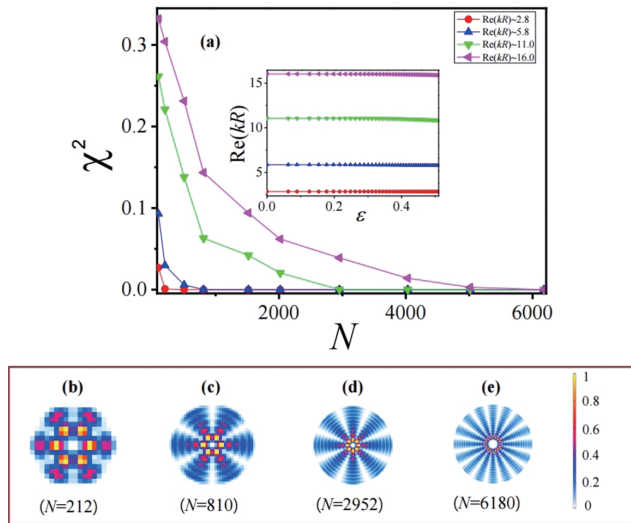 (a)
Re(kR)~2.8
Re(kR)~5.8
Re(kR)~11.0
Re(kR)~16.0
0.3
0.2
0.1
0.0
χ²
15
10
5
Re(kR)
0.0 0.2 0.4
ε
2000 4000 6000
N
(b) (c) (d) (e)
1
0.8
0.6
0.4
0.2
0
(N=212) (N=810) (N=2952) (N=6180)